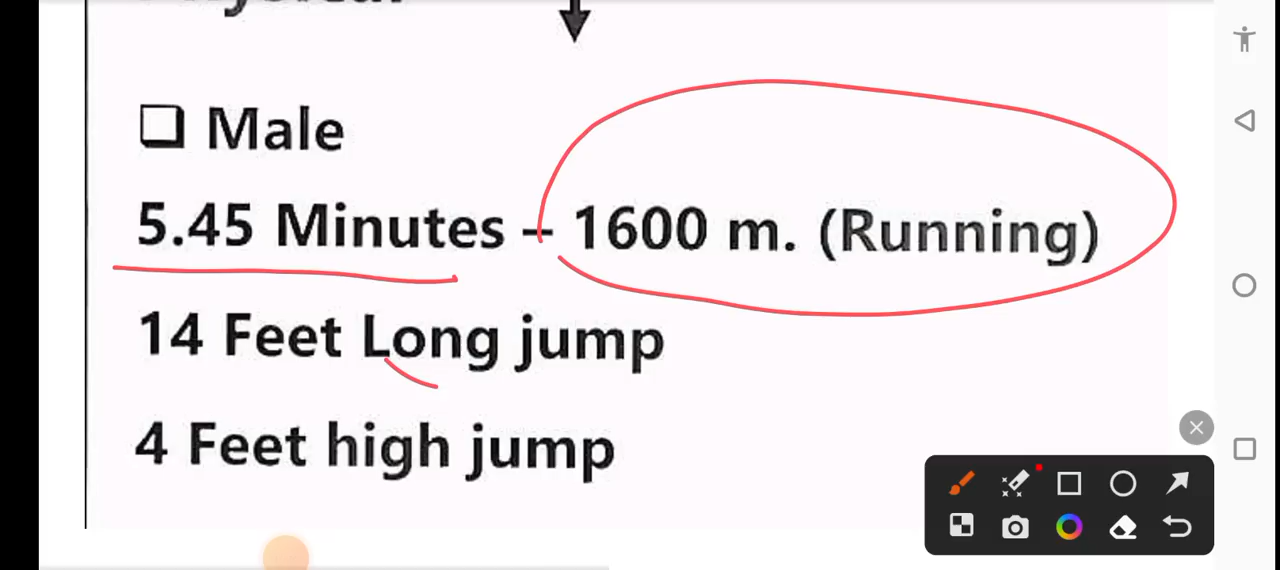 ❑ Male
5.45 Minutes – 1600 m. (Running)
14 Feet Long jump
4 Feet high jump